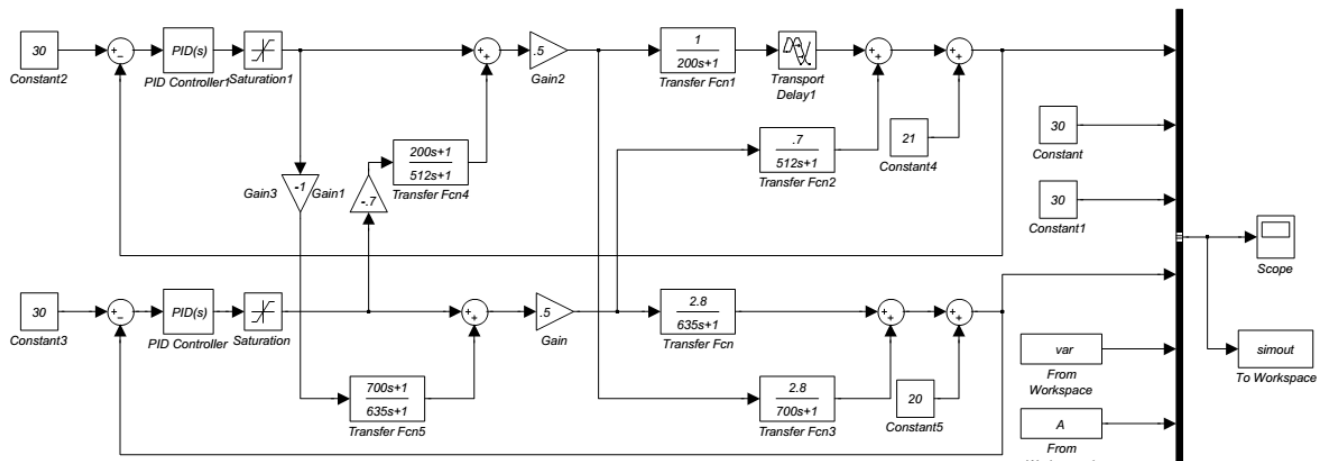 30
Constant2
+
−
PID(s)
PID Controller1
Saturation1
+
+
.5
Gain2
1
200s+1
Transfer Fcn1
Transport
Delay1
+
+
+
+
21
Constant4
30
Constant
.7
512s+1
Transfer Fcn2
200s+1
512s+1
Transfer Fcn4
Gain3
-1
Gain1
-.7
30
Constant1
Scope
30
Constant3
+
−
PID(s)
PID Controller
Saturation
+
+
.5
Gain
2.8
635s+1
Transfer Fcn
+
+
+
+
var
From
Workspace
simout
To Workspace
700s+1
635s+1
Transfer Fcn5
2.8
700s+1
Transfer Fcn3
20
Constant5
A
From